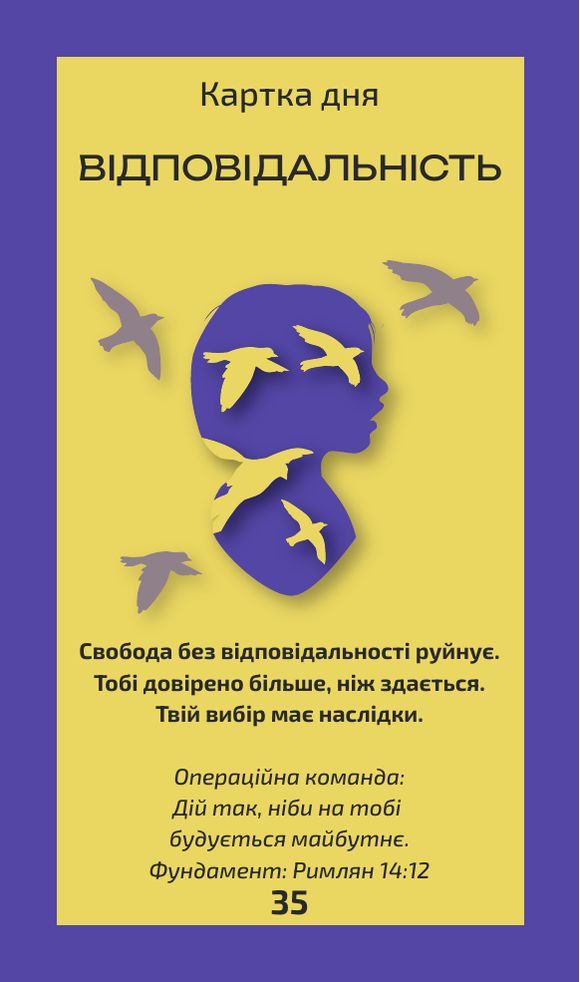 Картка дня
ВІДПОВІДАЛЬНІСТЬ
Свобода без відповідальності руйнує.
Тобі довірено більше, ніж здається.
Твій вибір має наслідки.
Операційна команда:
Дій так, ніби на тобі
будується майбутнє.
Фундамент: Римлян 14:12
35